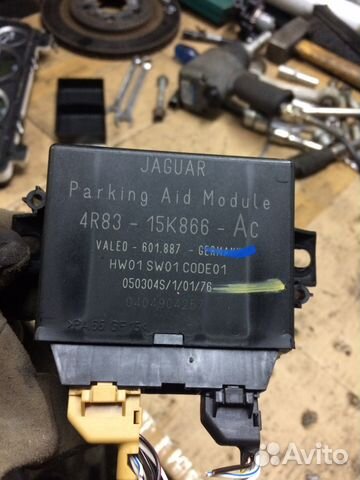 JAGUAR
Parking Aid Module
4R83 - 15K866 - Ac
VALEO - 601.887 - GERMANY
HW01 SW01 CODE01
050304S/1/01/76
Avito